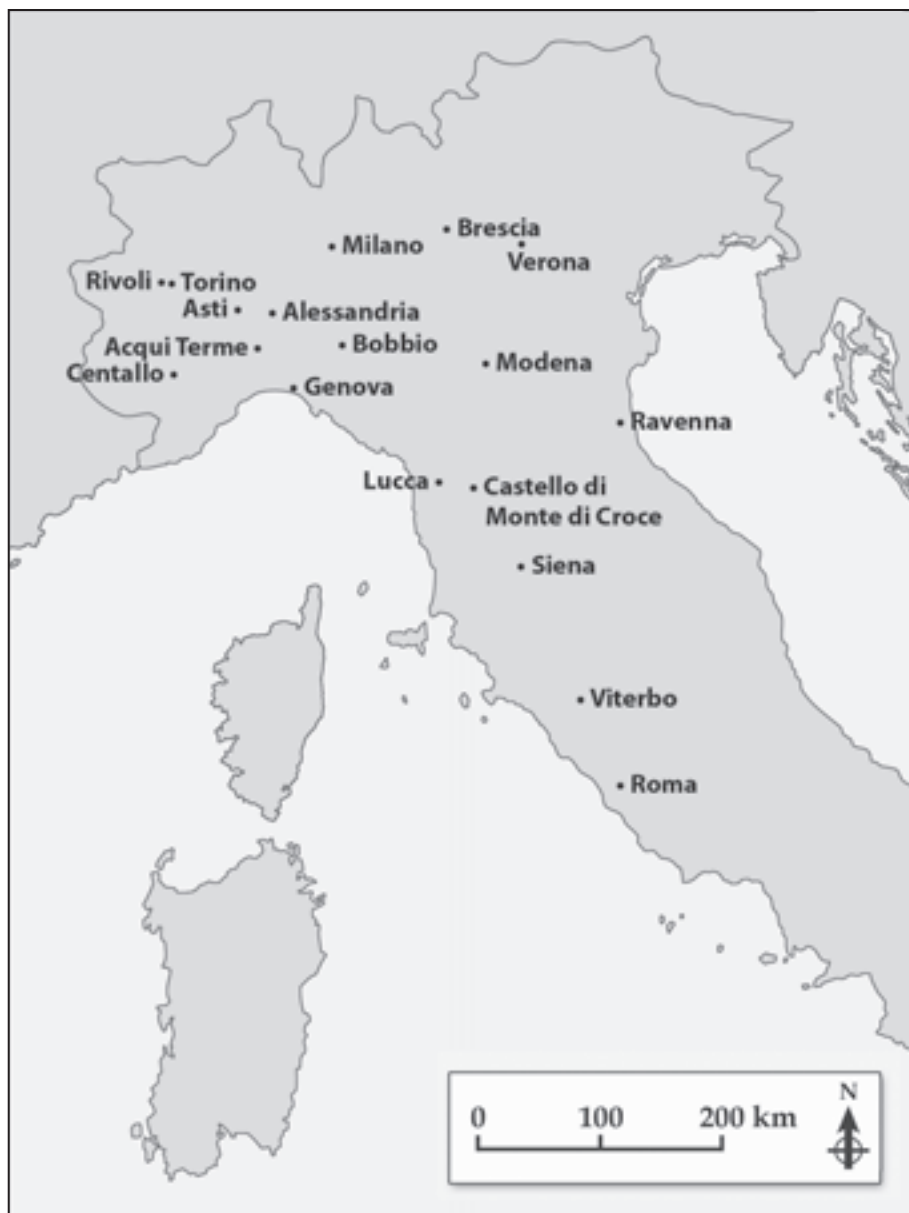 Brescia
Milano
Verona
Rivoli
Torino
Asti
Alessandria
Acqui Terme
Bobbio
Centallo
Modena
Genova
Ravenna
Lucca
Castello di
Monte di Croce
Siena
Viterbo
Roma
N
0 100 200 km